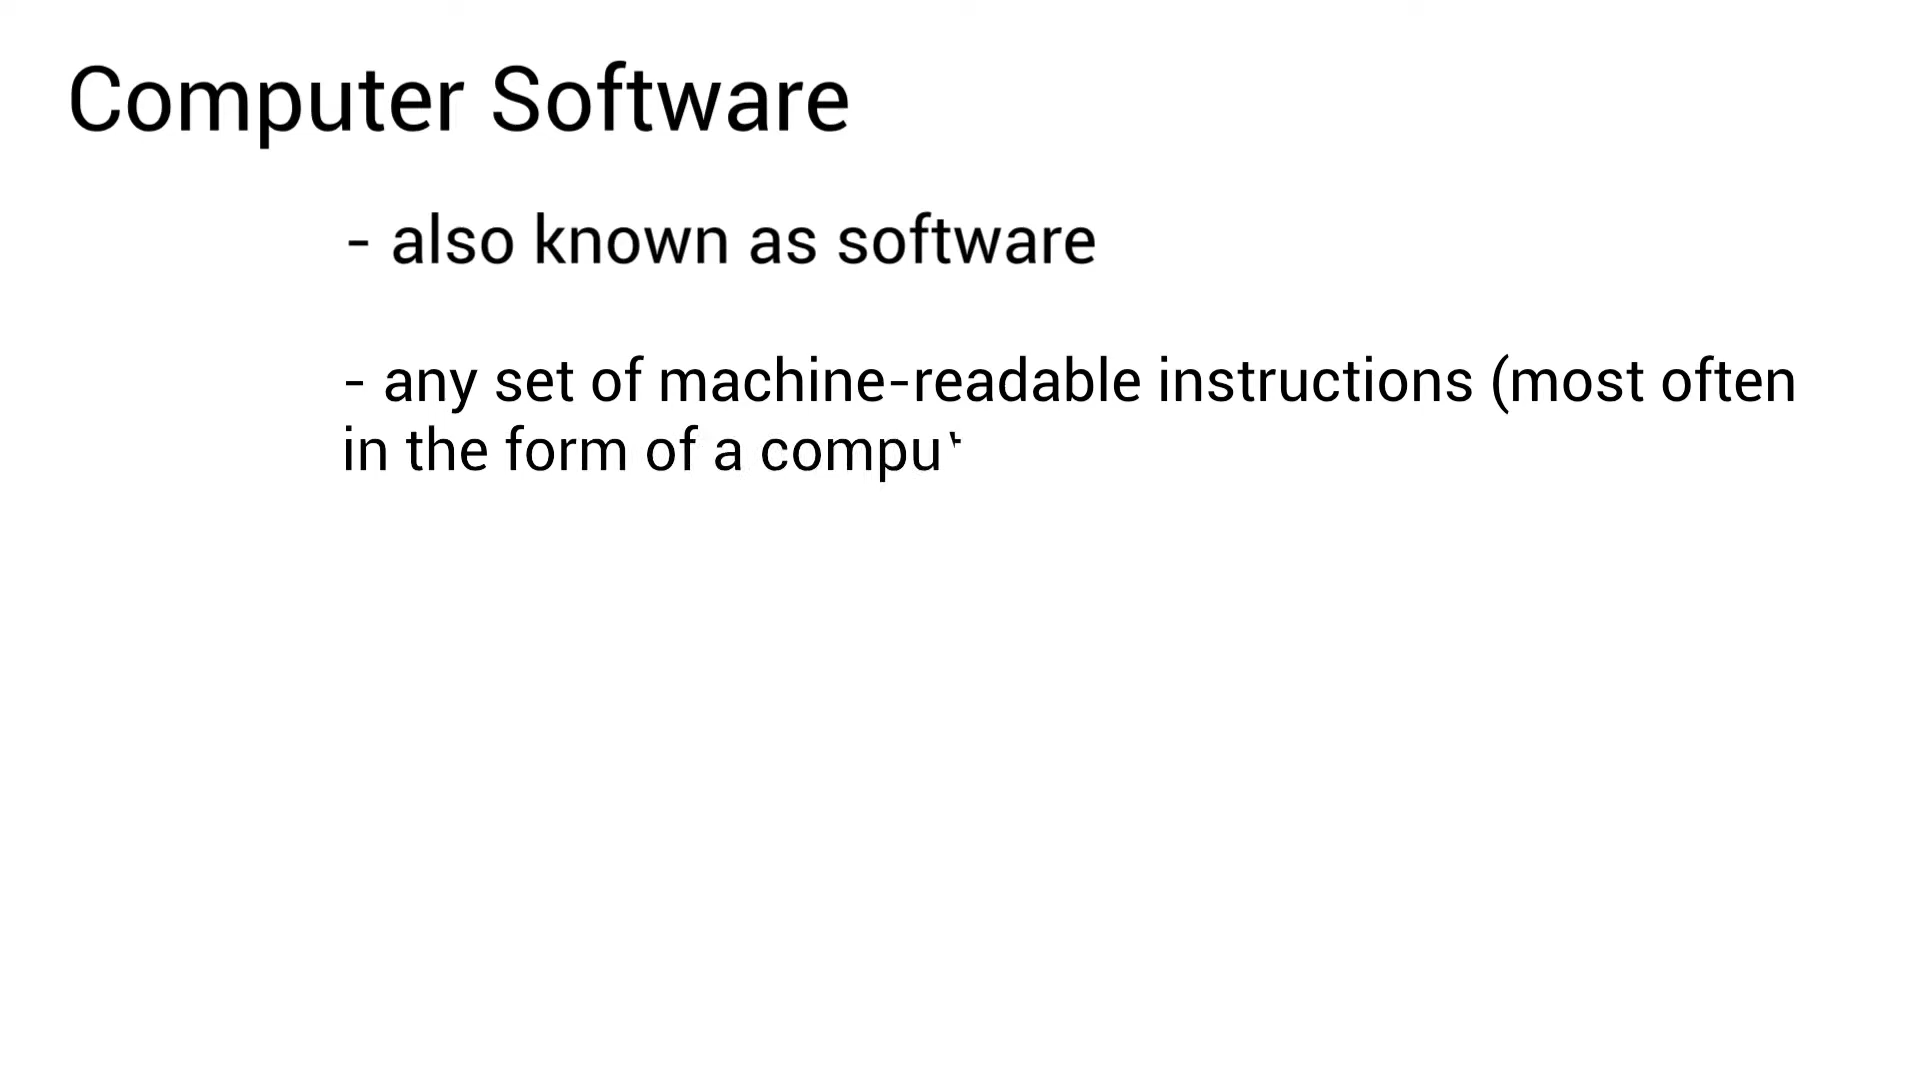 Computer Software
- also known as software
- any set of machine-readable instructions (most often
in the form of a compu